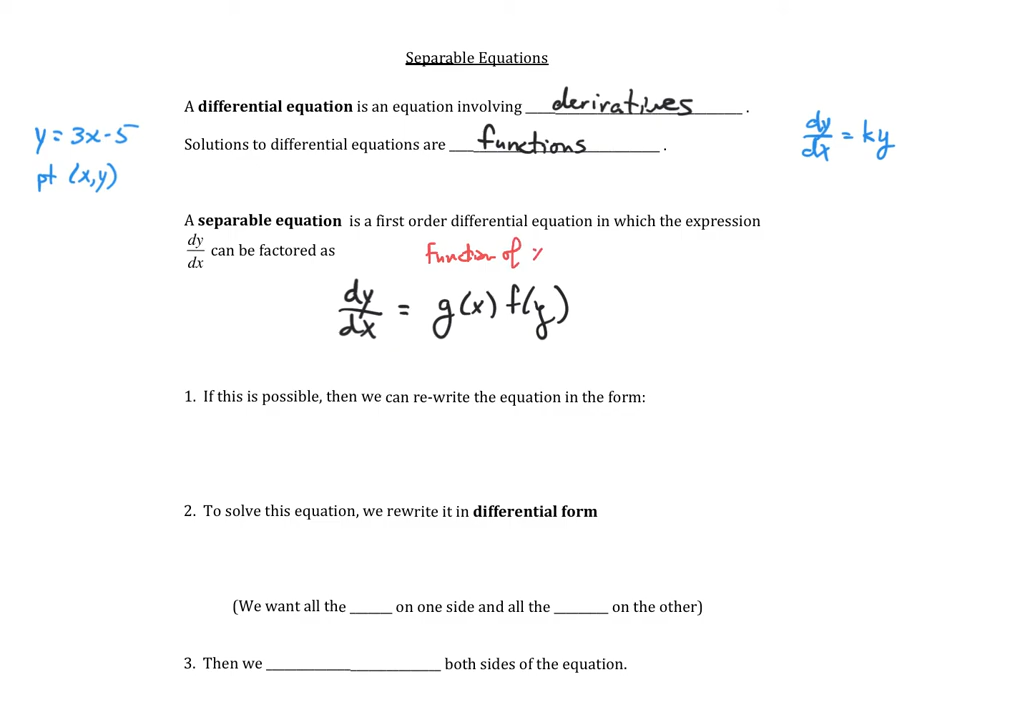 Separable Equations
A differential equation is an equation involving derivatives .
Solutions to differential equations are functions .
y = 3x - 5
pt (x,y)
dy/dx = ky
A separable equation is a first order differential equation in which the expression
dy/dx can be factored as
function of x
dy/dx = g(x) f(y)
1. If this is possible, then we can re-write the equation in the form:
2. To solve this equation, we rewrite it in differential form
(We want all the ______ on one side and all the ________ on the other)
3. Then we __________________________ both sides of the equation.